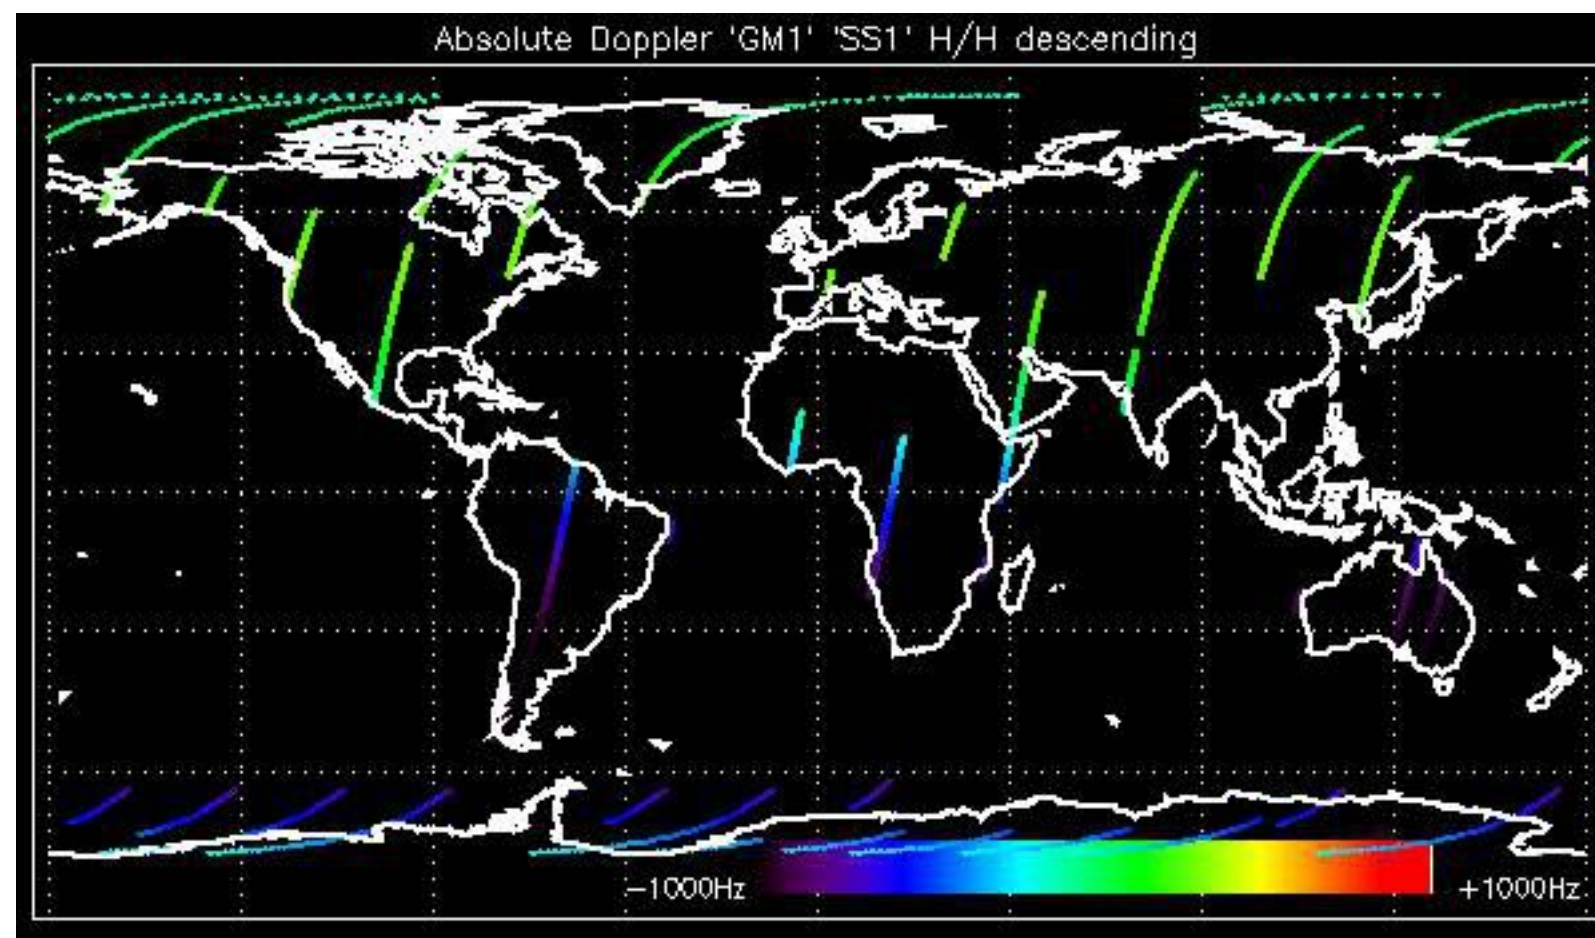 Absolute Doppler 'GM1' 'SS1' H/H descending
−1000Hz
+1000Hz